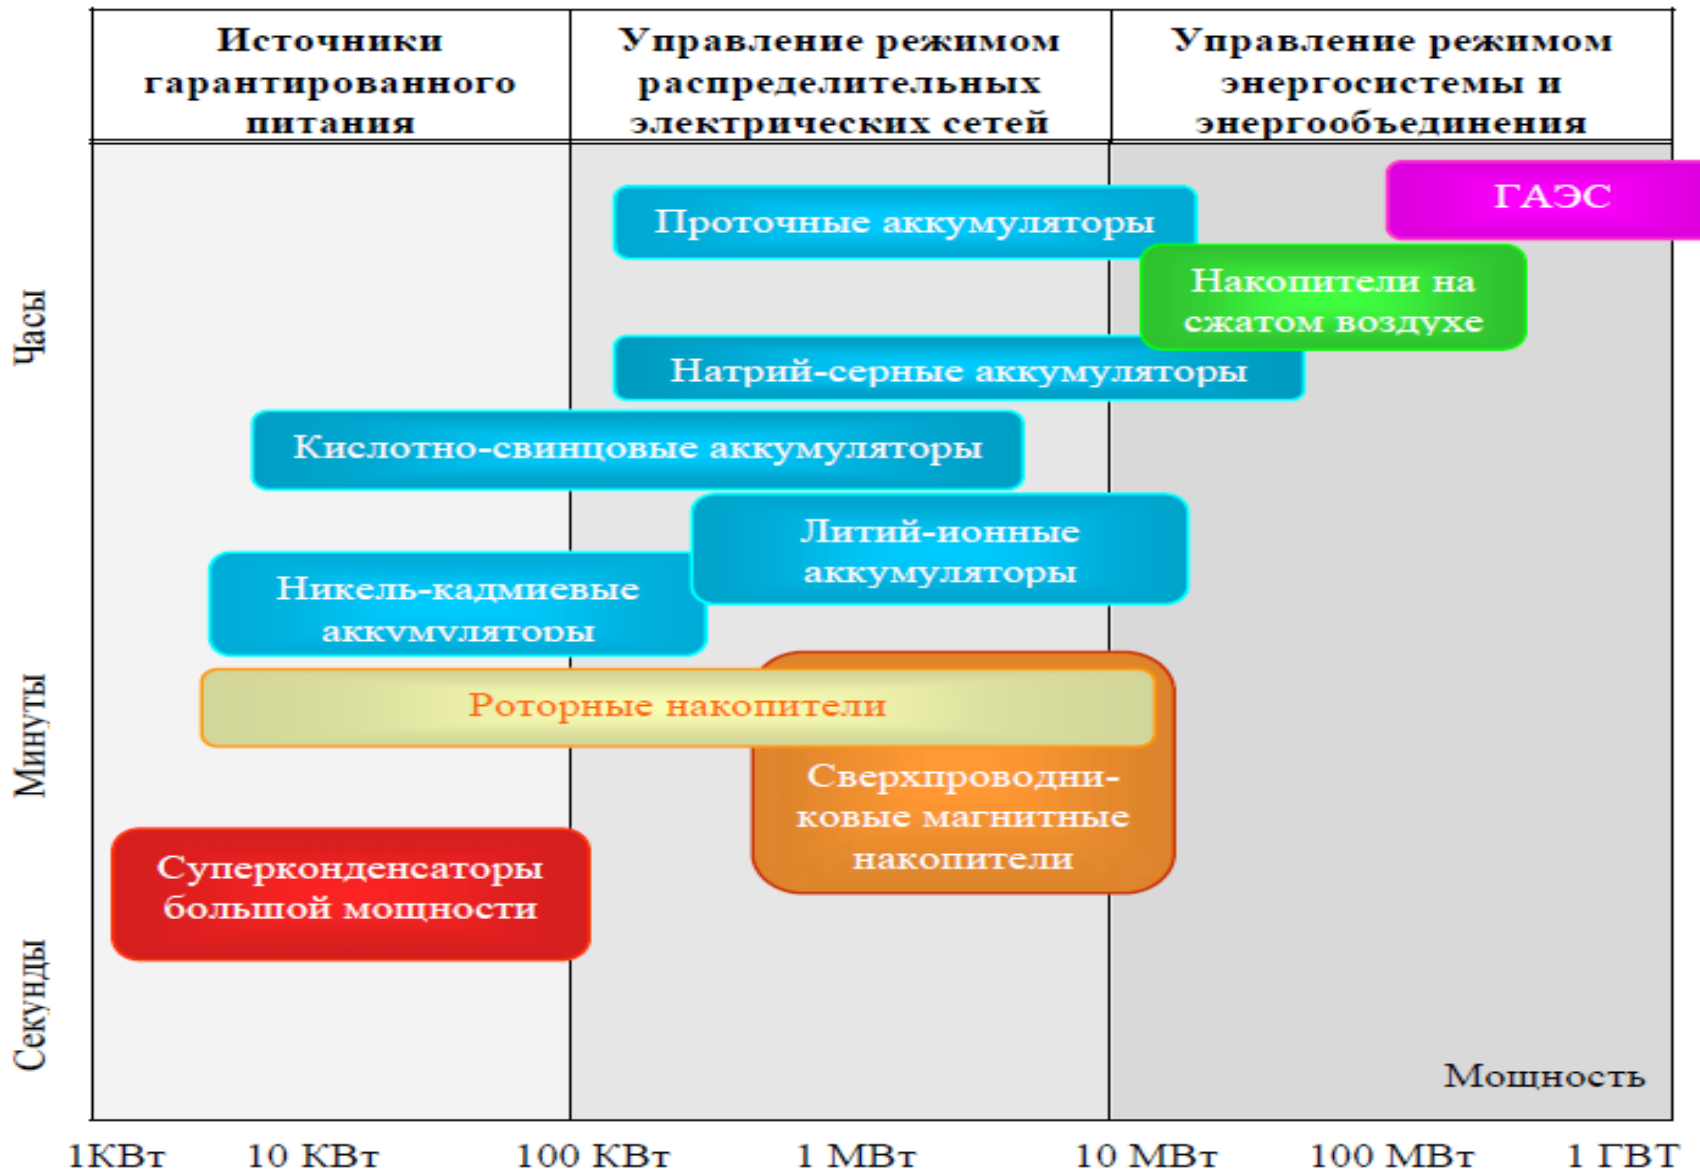 Источники
гарантированного
питания
Управление режимом
распределительных
электрических сетей
Управление режимом
энергосистемы и
энергообъединения
ГАЭС
Проточные аккумуляторы
Накопители на
сжатом воздухе
Натрий-серные аккумуляторы
Кислотно-свинцовые аккумуляторы
Литий-ионные
аккумуляторы
Никель-кадмиевые
аккумуляторы
Роторные накопители
Сверхпроводни-
ковые магнитные
накопители
Суперконденсаторы
большой мощности
Часы
Минуты
Секунды
Мощность
1КВт 10 КВт 100 КВт 1 МВт 10 МВт 100 МВт 1 ГВТ